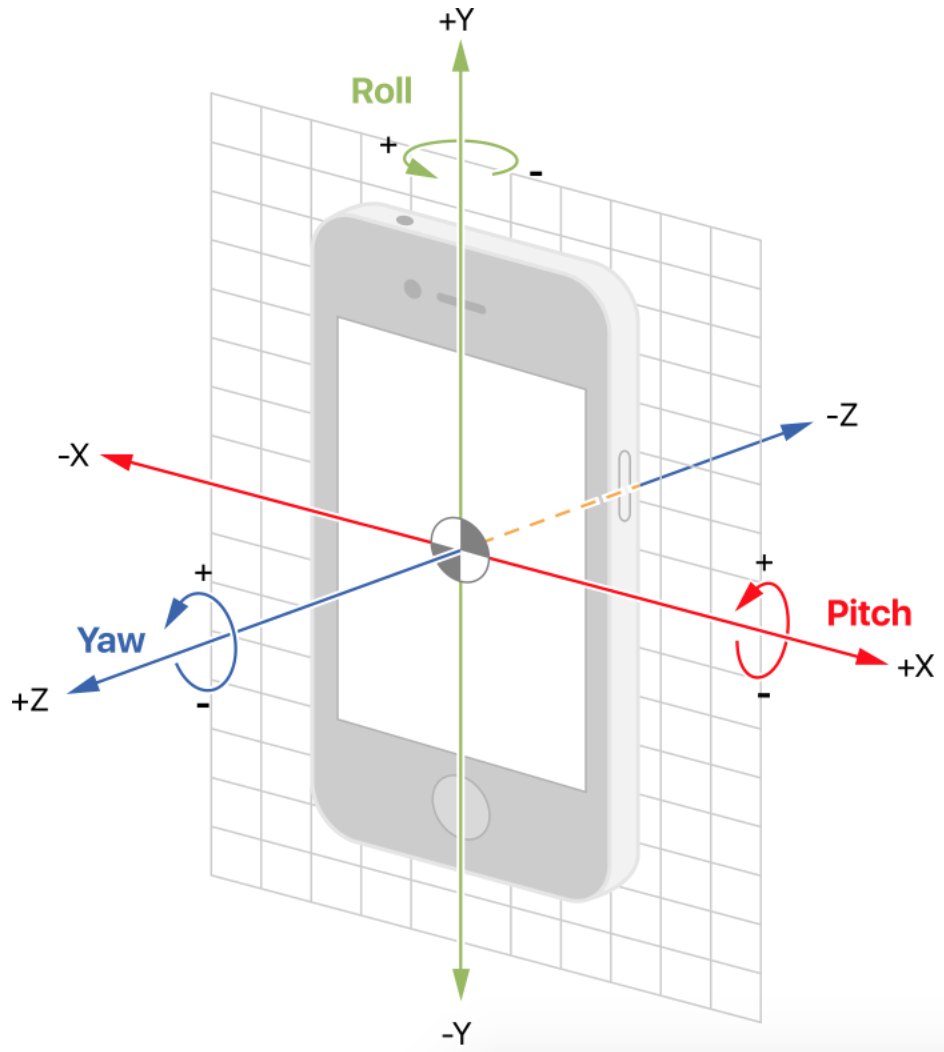 +Y
Roll
+
-
-Z
-X
+
+
Yaw
Pitch
+Z
-
-
+X
-Y